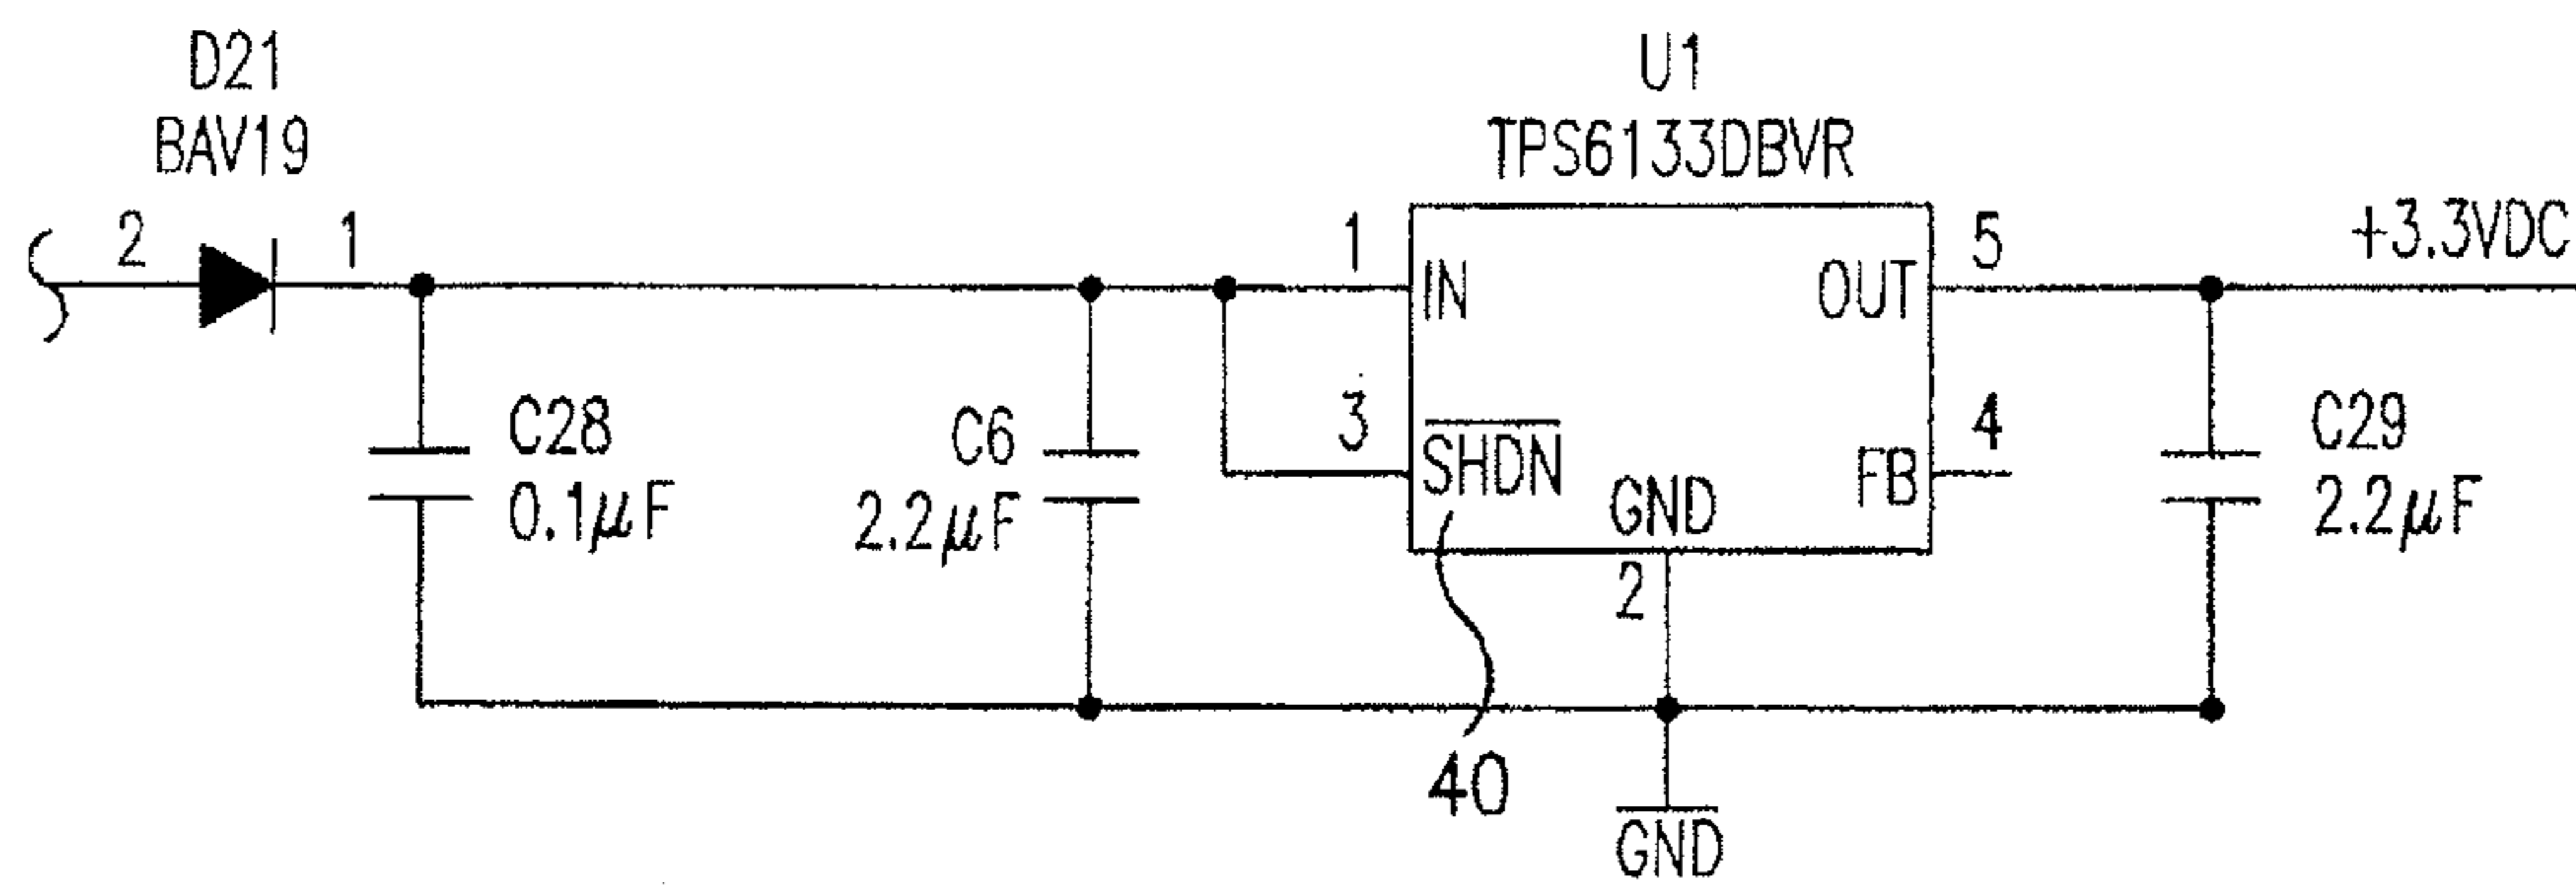 D21
BAV19
2
1
C28
0.1μF
C6
2.2μF
U1
TPS6133DBVR
1
IN
3
SHDN
GND
2
OUT
5
FB
4
40
GND
+3.3VDC
C29
2.2μF